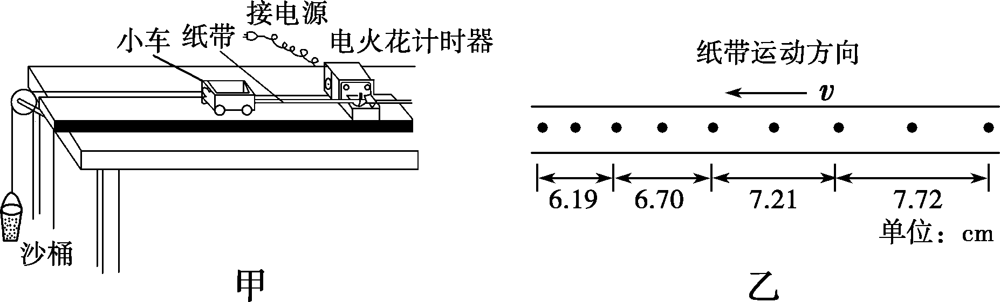 接电源
小车
纸带
电火花计时器
沙桶
甲
纸带运动方向
v
6.19 6.70 7.21 7.72
单位：cm
乙